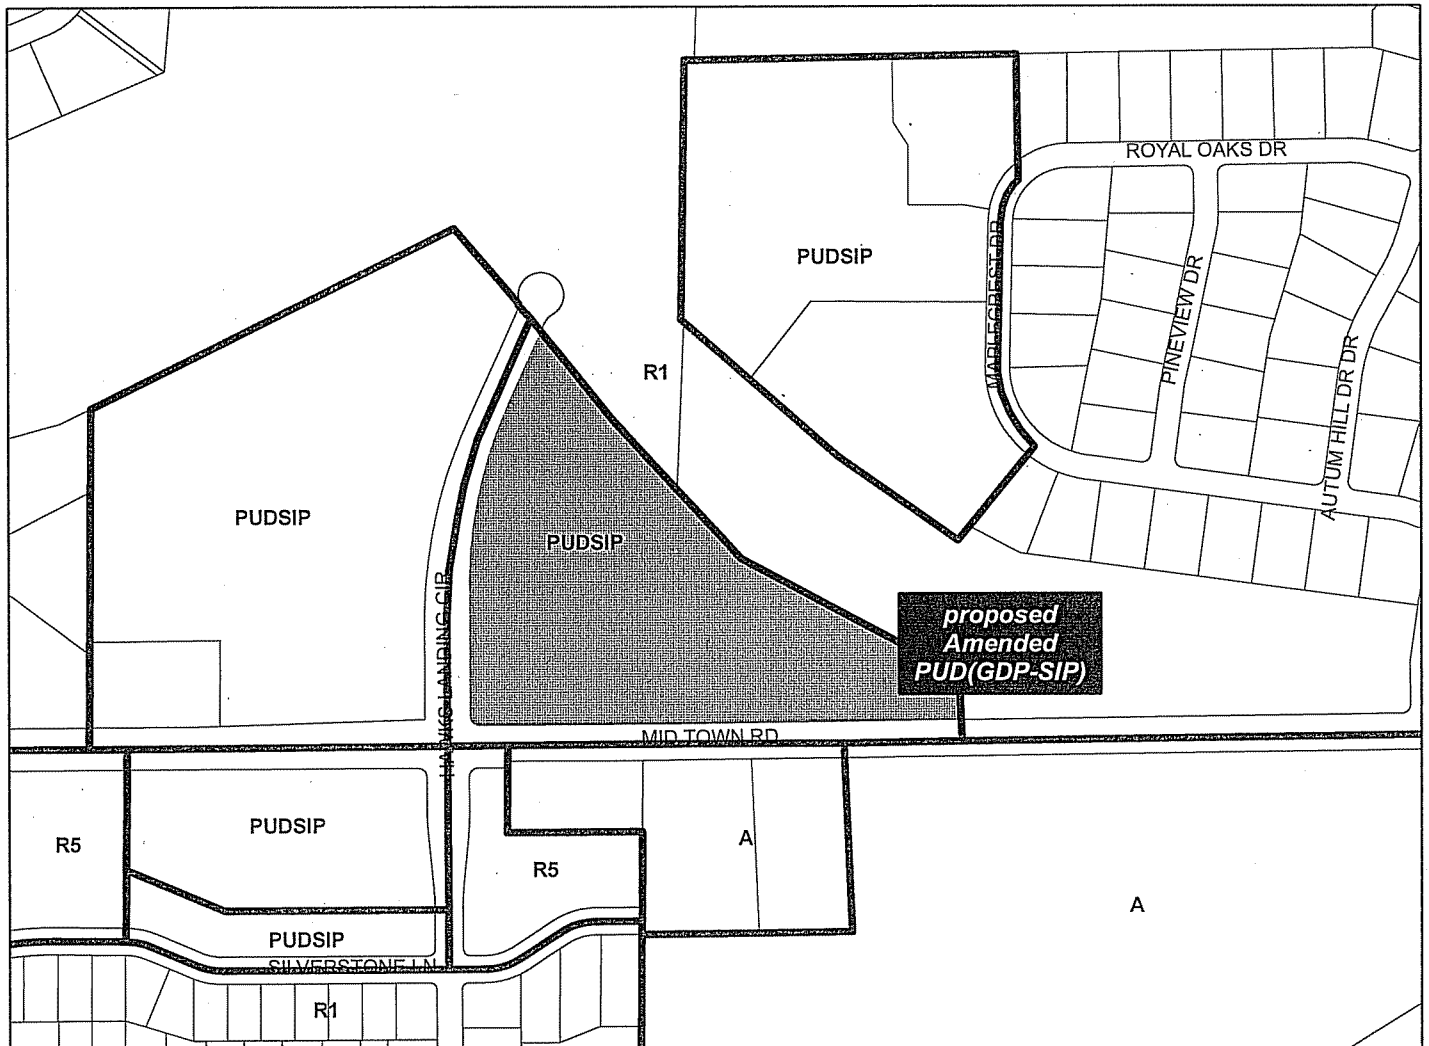 ROYAL OAKS DR
PUDSIP
MAPLECREST DR
PINEVIEW DR
R1
AUTUM HILL DR DR
PUDSIP
PUDSIP
HAWKS LANDING CIR
proposed
Amended
PUD(GDP-SIP)
MID TOWN RD
PUDSIP
R5
A
R5
A
PUDSIP
SILVERSTONE LN
R1